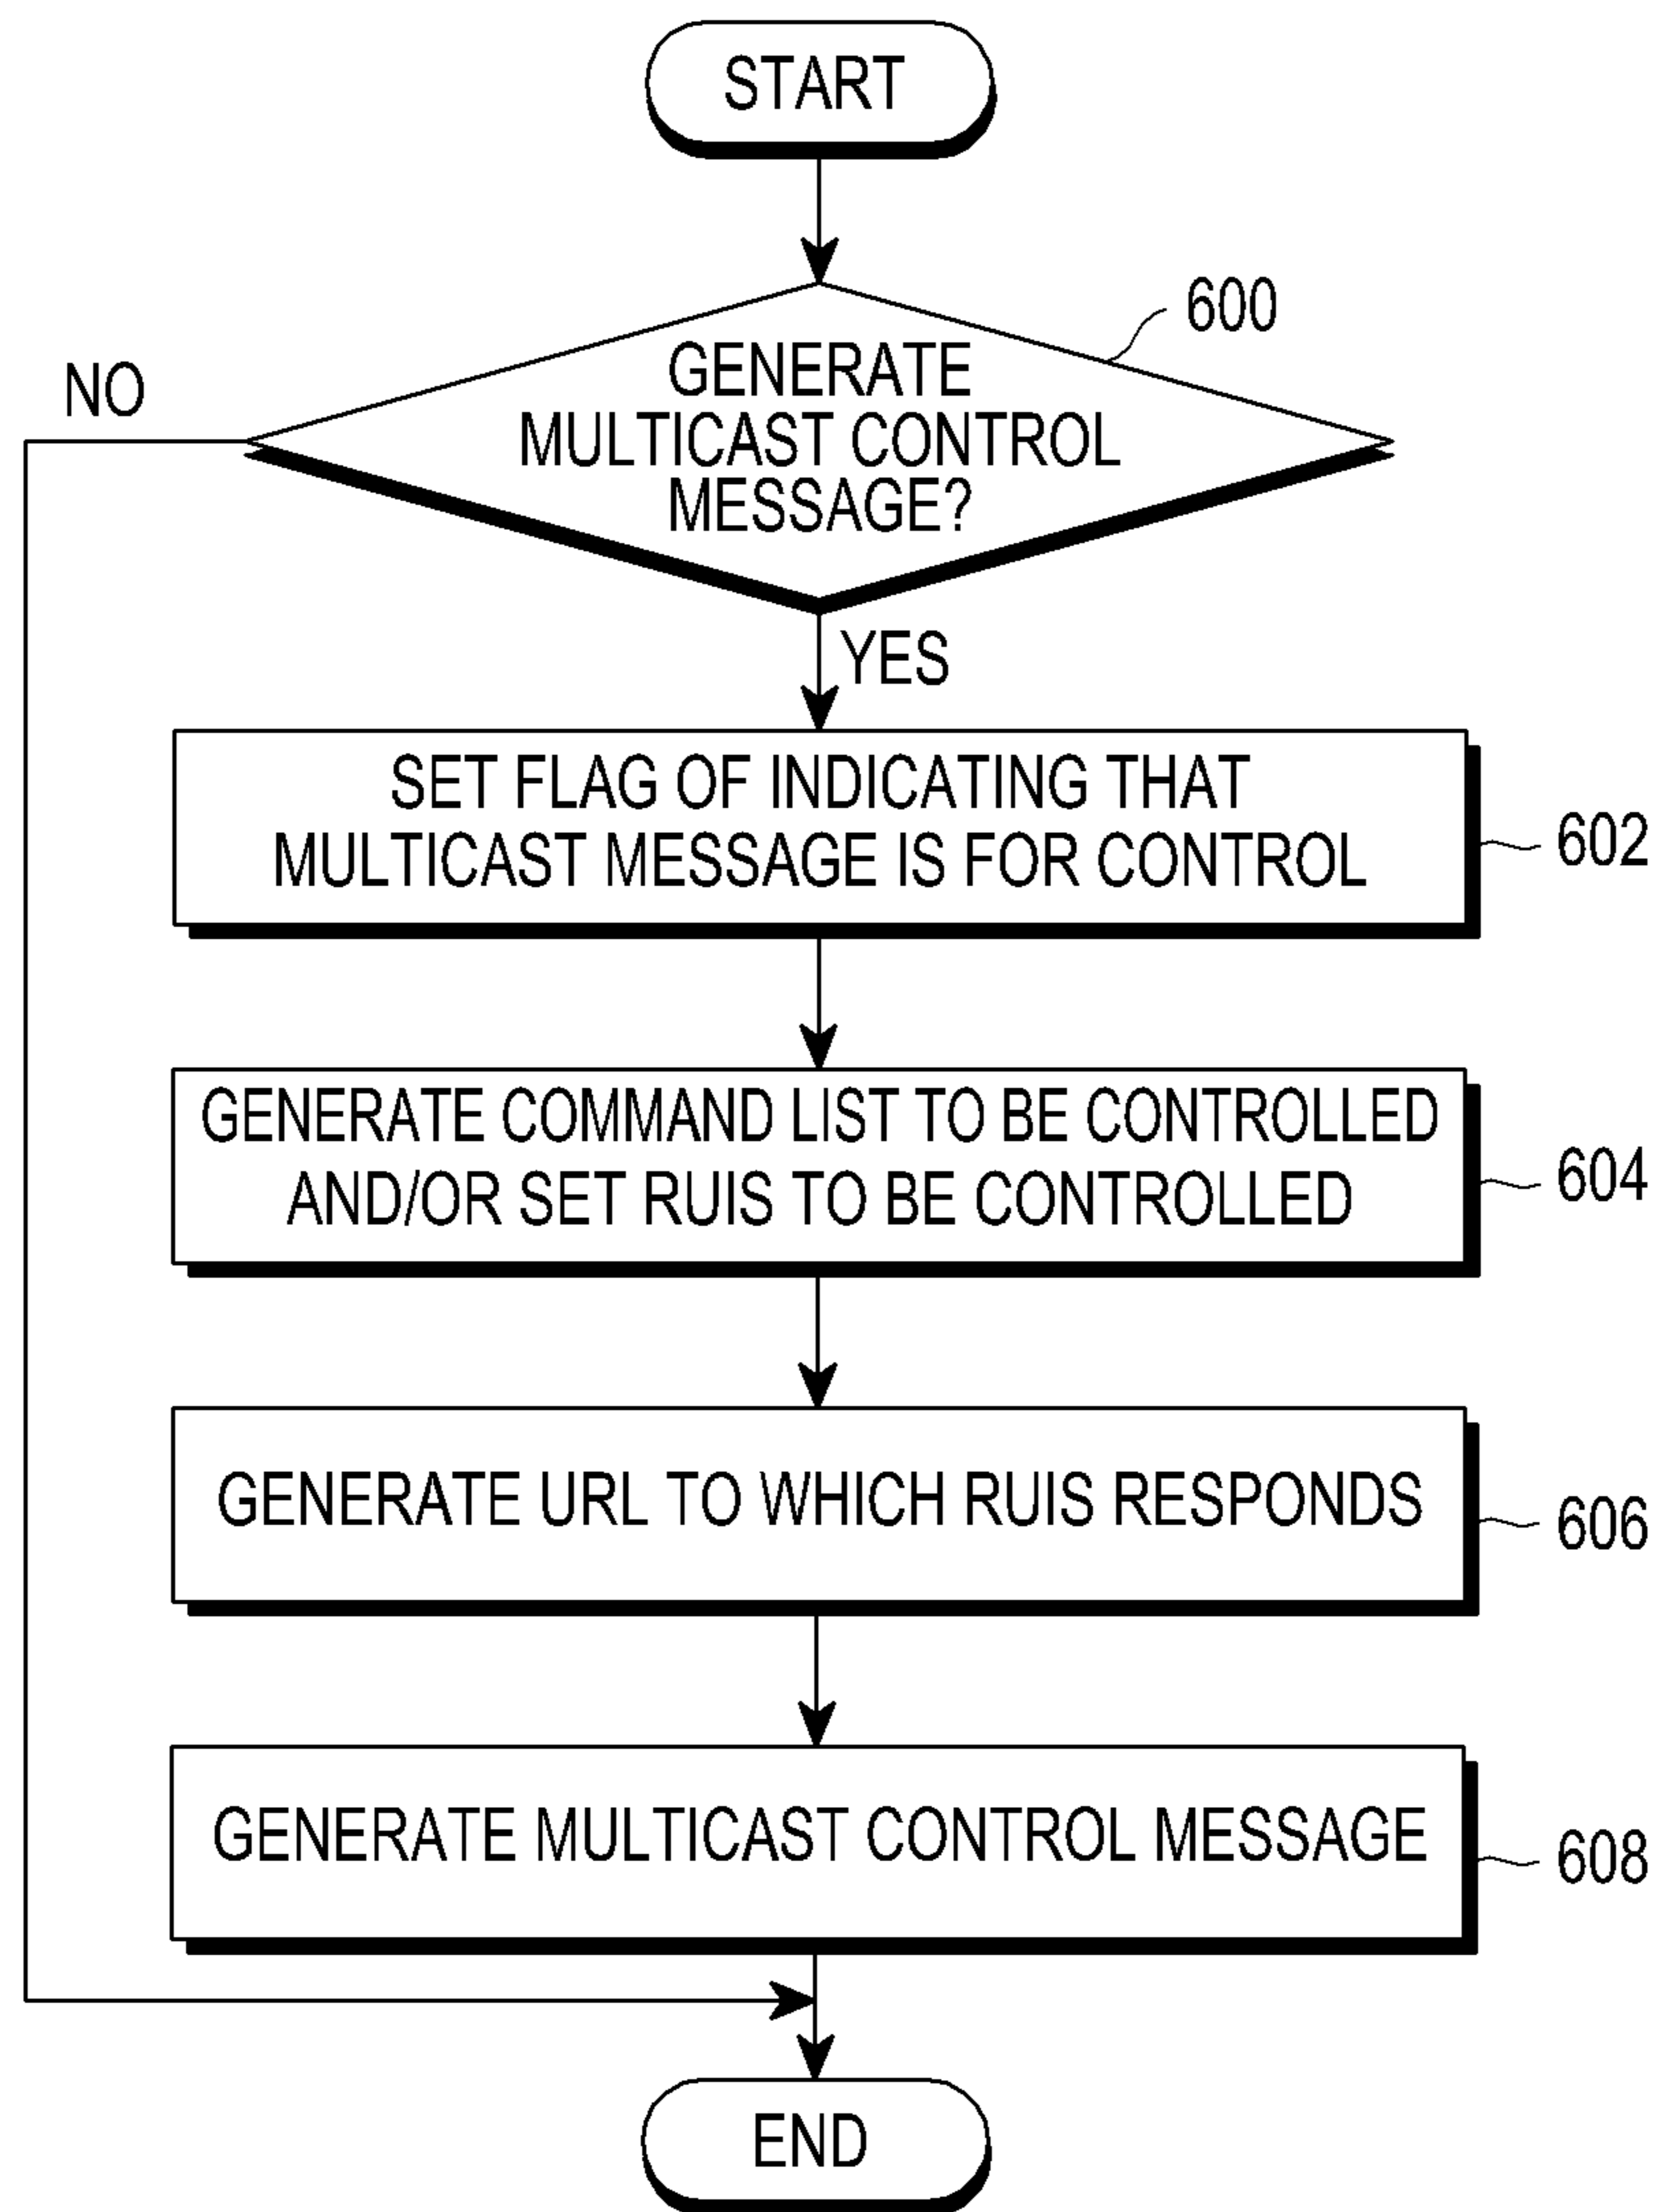 START
600
NO
GENERATE
MULTICAST CONTROL
MESSAGE?
YES
SET FLAG OF INDICATING THAT
MULTICAST MESSAGE IS FOR CONTROL
602
GENERATE COMMAND LIST TO BE CONTROLLED
AND/OR SET RUIS TO BE CONTROLLED
604
GENERATE URL TO WHICH RUIS RESPONDS
606
GENERATE MULTICAST CONTROL MESSAGE
608
END